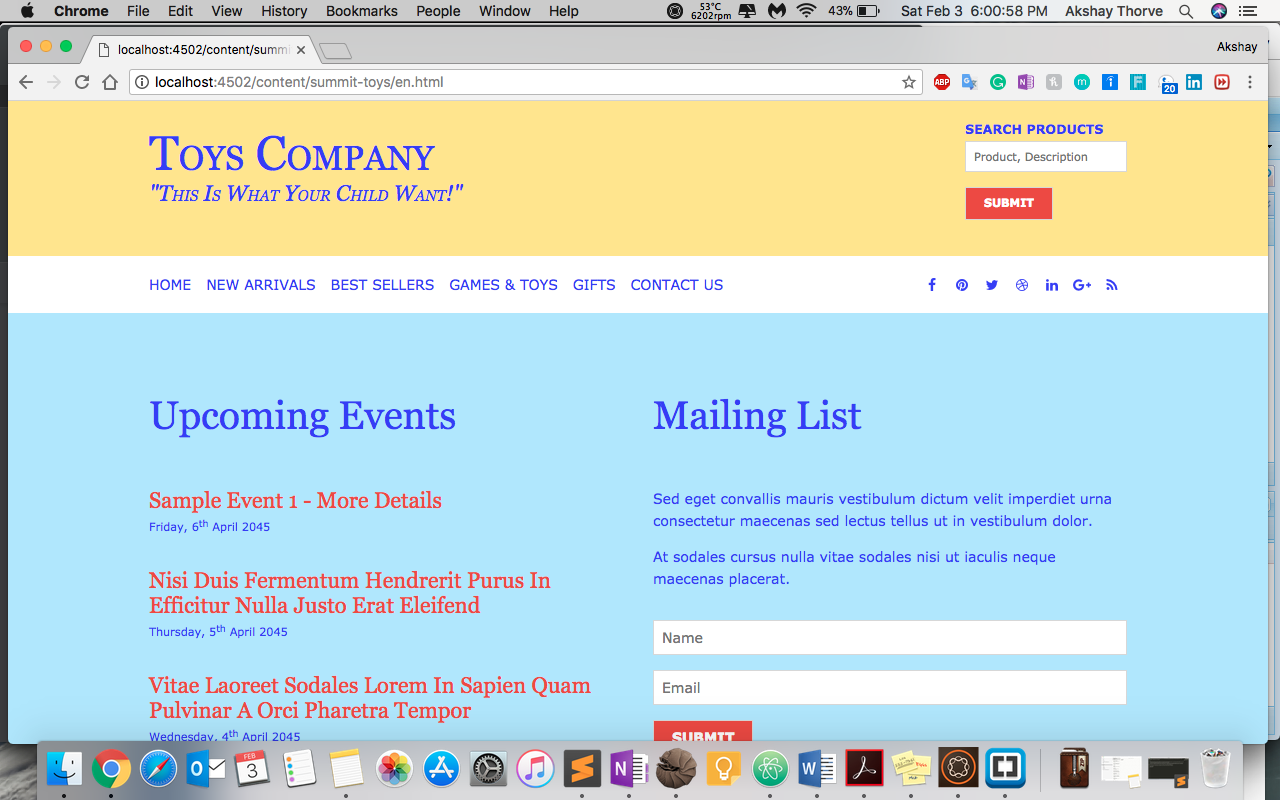 Chrome File Edit View History Bookmarks People Window Help 53°C 6202rpm 43% Sat Feb 3 6:00:58 PM Akshay Thorve
localhost:4502/content/summi
Akshay
localhost:4502/content/summit-toys/en.html
ABP
20
TOYS COMPANY
"THIS IS WHAT YOUR CHILD WANT!"
SEARCH PRODUCTS
Product, Description
SUBMIT
HOME NEW ARRIVALS BEST SELLERS GAMES & TOYS GIFTS CONTACT US
Upcoming Events
Sample Event 1 - More Details
Friday, 6th April 2045
Nisi Duis Fermentum Hendrerit Purus In
Efficitur Nulla Justo Erat Eleifend
Thursday, 5th April 2045
Vitae Laoreet Sodales Lorem In Sapien Quam
Pulvinar A Orci Pharetra Tempor
Wednesday, 4th April 2045
Mailing List
Sed eget convallis mauris vestibulum dictum velit imperdiet urna
consectetur maecenas sed lectus tellus ut in vestibulum dolor.
At sodales cursus nulla vitae sodales nisi ut iaculis neque
maecenas placerat.
Name
Email
SUBMIT
FEB
3